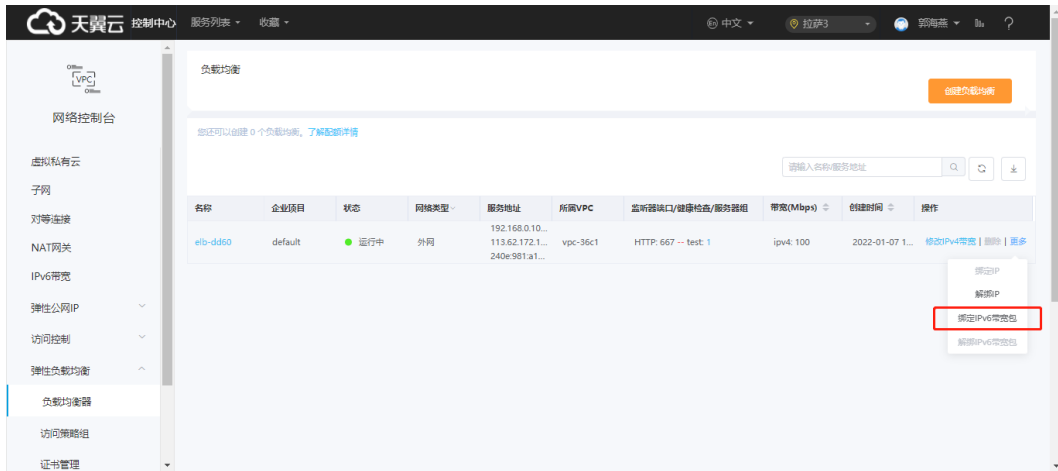 天翼云 控制中心 服务列表 收藏 En 中文 拉萨3 郭海燕 ?
Offline
VPC
Offline
网络控制台
虚拟私有云
子网
对等连接
NAT网关
IPv6带宽
弹性公网IP
访问控制
弹性负载均衡
负载均衡器
访问策略组
证书管理
负载均衡
创建负载均衡
您还可以创建 0 个负载均衡，了解配额详情
请输入名称/服务地址
名称 企业项目 状态 网络类型 服务地址 所属VPC 监听器端口/健康检查/服务器组 带宽(Mbps) 创建时间 操作
192.168.0.10...
elb-dd60 default 运行中 外网 113.62.172.1... vpc-36c1 HTTP: 667 -- test: 1 ipv4: 100 2022-01-07 1... 修改IPv4带宽 | 删除 | 更多
240e:981:a1...
绑定IP
解绑IP
绑定IPv6带宽包
解绑IPv6带宽包